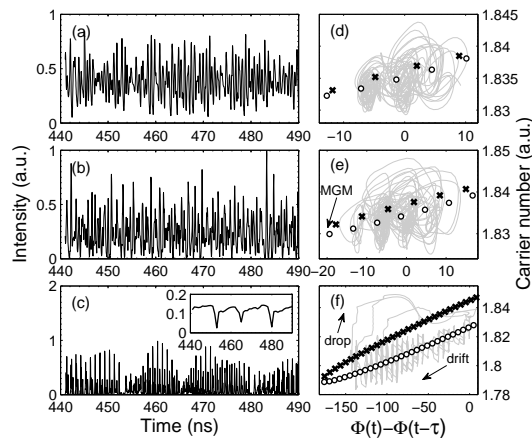 (a)
1
0.5
0
440 450 460 470 480 490
(b)
1
0.5
0
440 450 460 470 480 490
(c)
2
1
0
0.2
0.1
0
440 460 480
440 450 460 470 480 490
Time (ns)
Intensity (a.u.)
(d)
1.845
1.84
1.835
1.83
−10 0 10
(e)
MGM
1.85
1.84
1.83
−20 −10 0 10
(f)
drop
drift
1.84
1.82
1.8
1.78
−150 −100 −50 0
Φ(t)−Φ(t−τ)
Carrier number (a.u.)